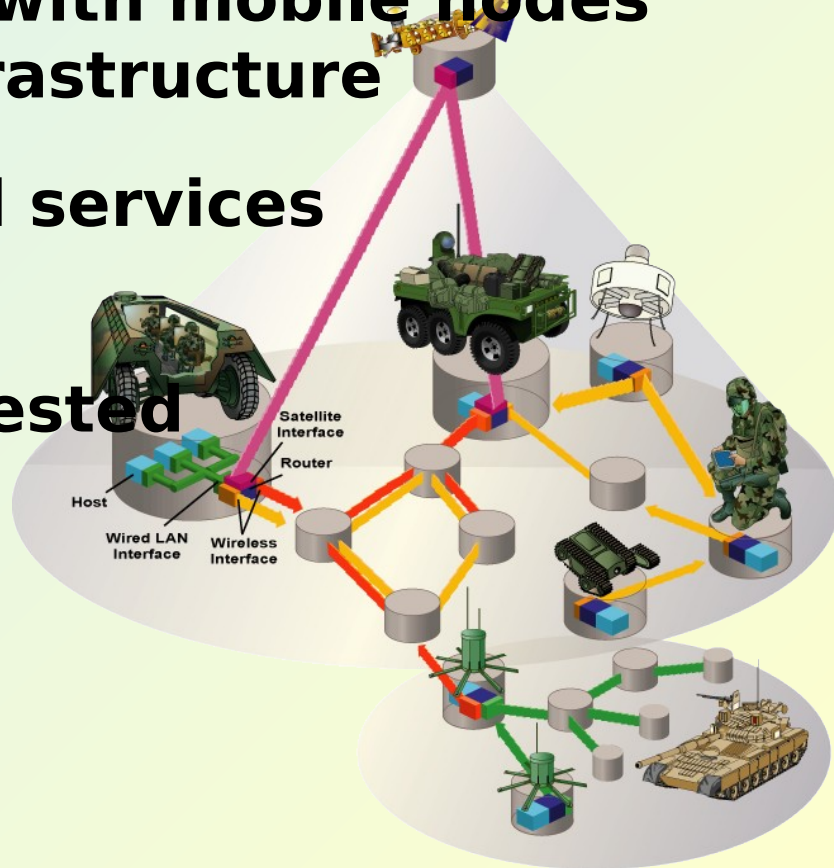 with mobile nodes
rastructure
services
ested
Satellite
Interface
Router
Host
Wired LAN
Interface
Wireless
Interface